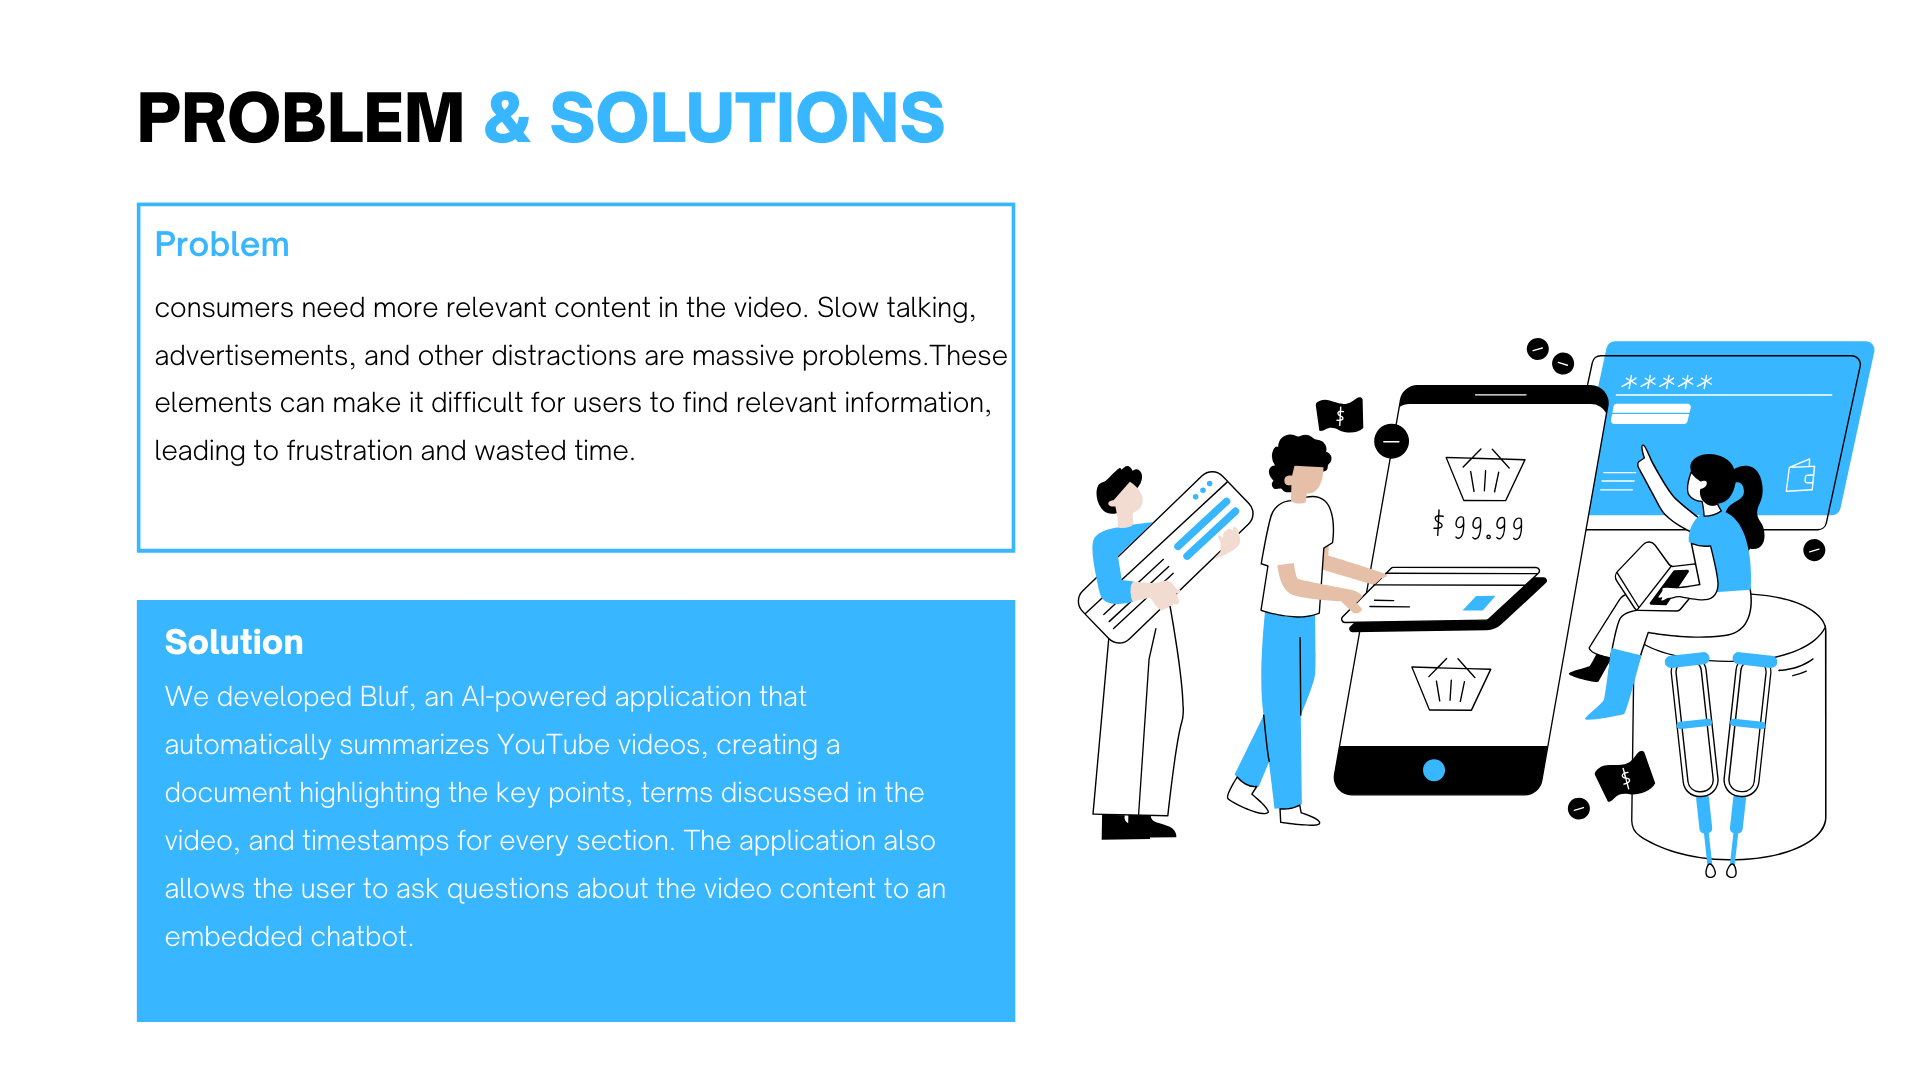 PROBLEM & SOLUTIONS
Problem
consumers need more relevant content in the video. Slow talking,
advertisements, and other distractions are massive problems.These
elements can make it difficult for users to find relevant information,
leading to frustration and wasted time.
Solution
We developed Bluf, an AI-powered application that
automatically summarizes YouTube videos, creating a
document highlighting the key points, terms discussed in the
video, and timestamps for every section. The application also
allows the user to ask questions about the video content to an
embedded chatbot.
*****
$
$ 99.99
$